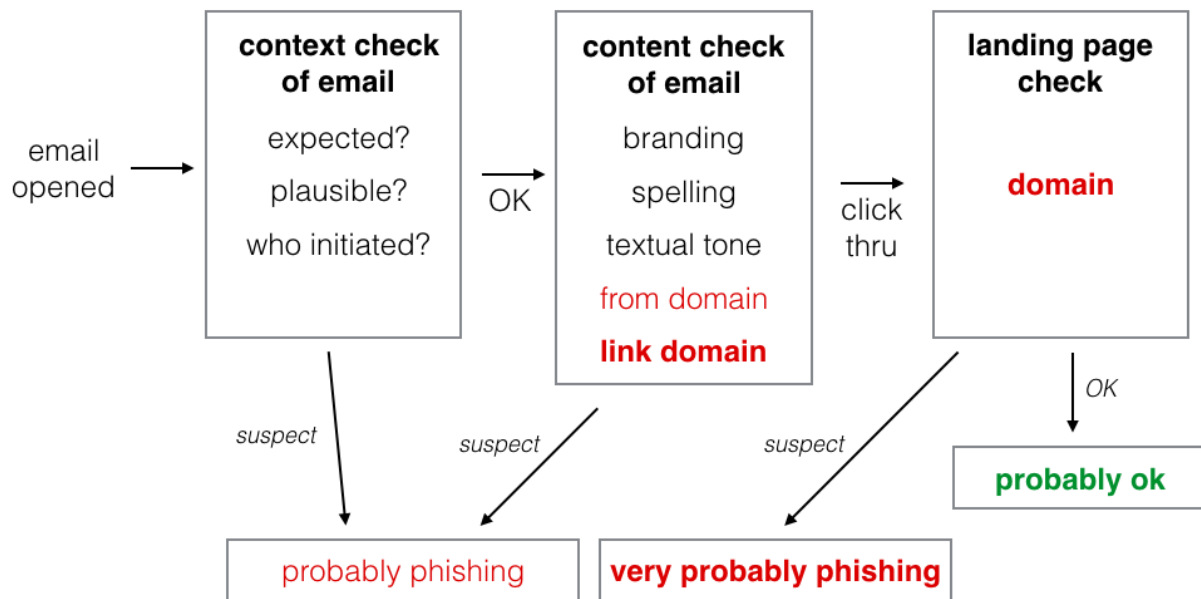 email
opened
context check
of email
expected?
plausible?
who initiated?
OK
content check
of email
branding
spelling
textual tone
from domain
link domain
click
thru
landing page
check
domain
suspect
suspect
suspect
OK
probably phishing
very probably phishing
probably ok